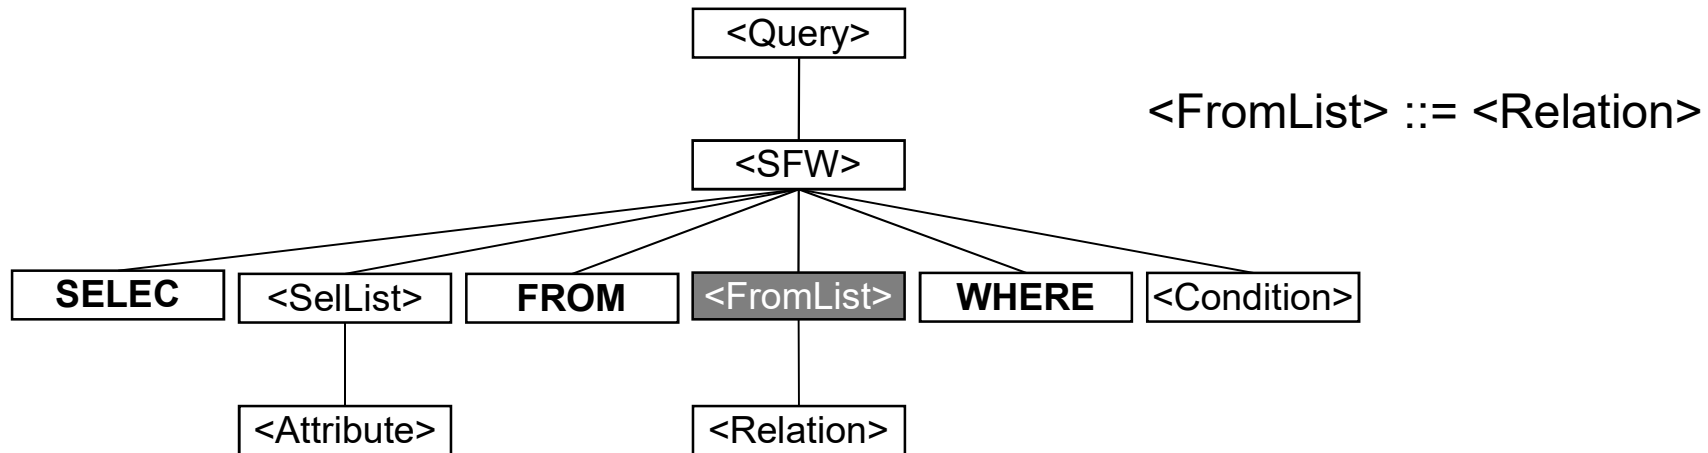 <Query>
<FromList> ::= <Relation>
<SFW>
SELEC <SelList> FROM <FromList> WHERE <Condition>
<Attribute> <Relation>